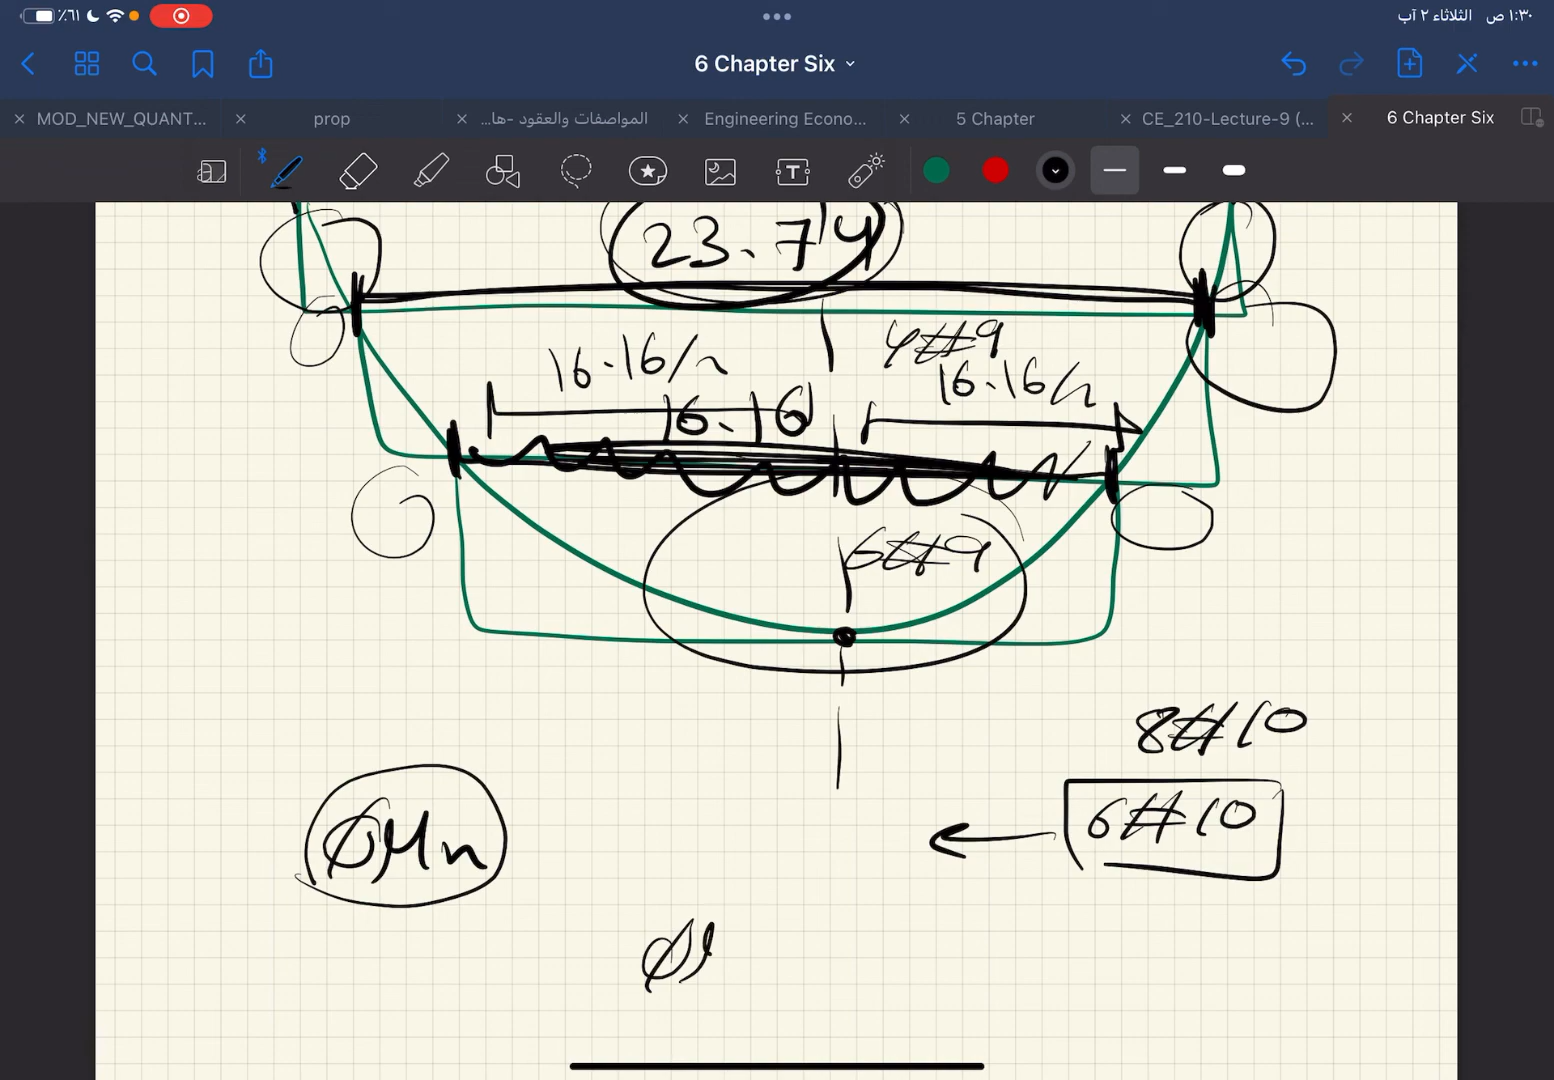 ٪٦١
١:٣٠ ص الثلاثاء ٢ آب
6 Chapter Six
MOD_NEW_QUANT...
prop
المواصفات والعقود -ها...
Engineering Econo...
5 Chapter
CE_210-Lecture-9 (...
6 Chapter Six
T
23.74
4#9
16.16/2
16.16/2
16.16
6#9
8#10
6#10
ϕMn